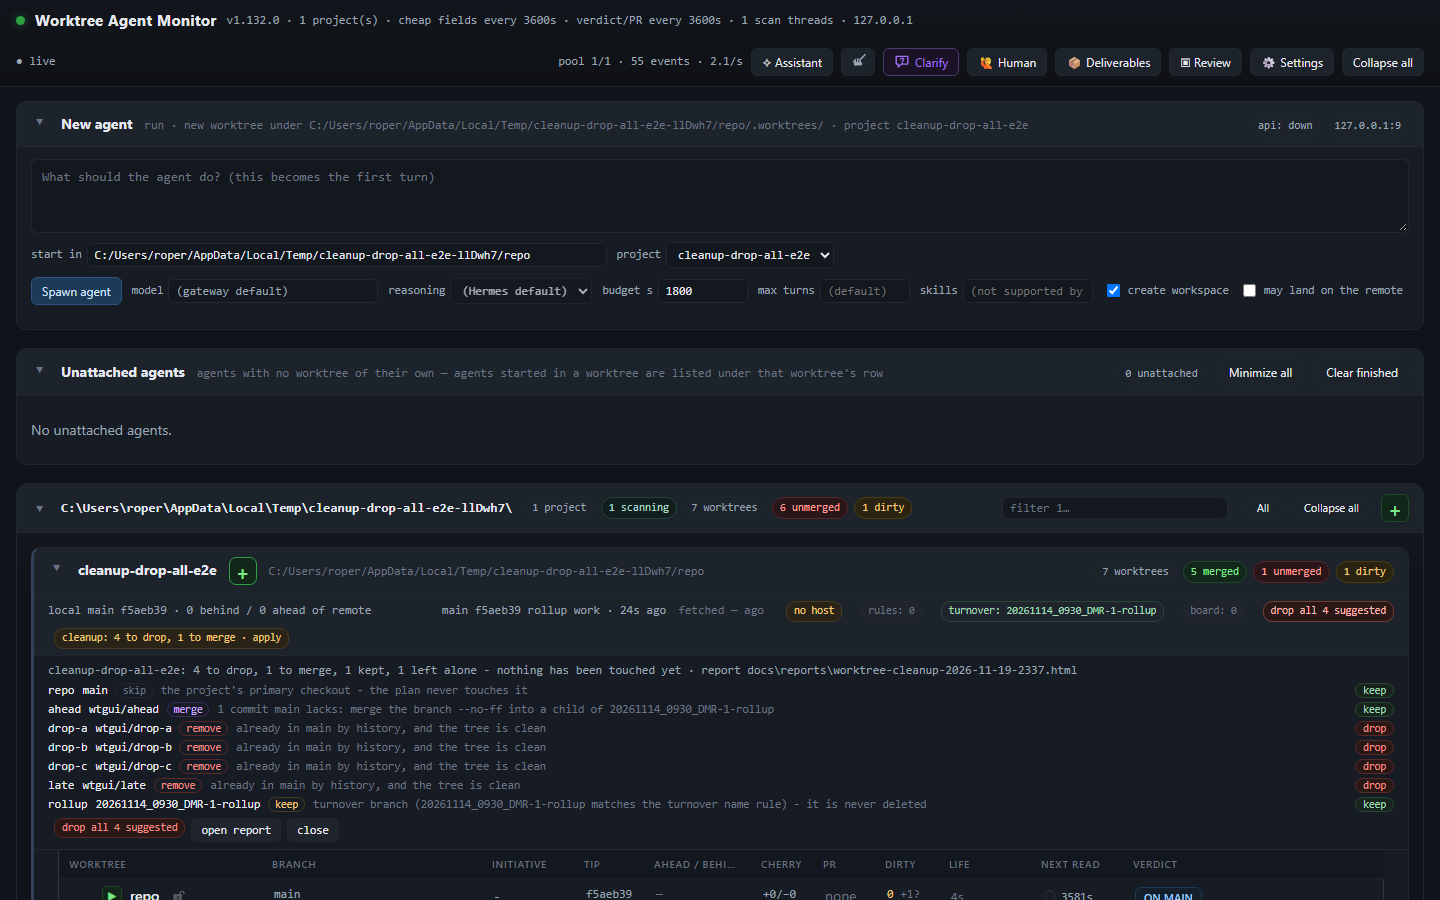 Worktree Agent Monitor v1.132.0 · 1 project(s) · cheap fields every 3600s · verdict/PR every 3600s · 1 scan threads · 127.0.0.1
live pool 1/1 · 55 events · 2.1/s Assistant Clarify Human Deliverables Review Settings Collapse all
New agent run · new worktree under C:/Users/roper/AppData/Local/Temp/cleanup-drop-all-e2e-llDwh7/repo/.worktrees/ · project cleanup-drop-all-e2e api: down 127.0.0.1:9
What should the agent do? (this becomes the first turn)
start in C:/Users/roper/AppData/Local/Temp/cleanup-drop-all-e2e-llDwh7/repo project cleanup-drop-all-e2e
Spawn agent model (gateway default) reasoning (Hermes default) budget s 1800 max turns (default) skills (not supported by create workspace may land on the remote
Unattached agents agents with no worktree of their own — agents started in a worktree are listed under that worktree's row 0 unattached Minimize all Clear finished
No unattached agents.
C:\Users\roper\AppData\Local\Temp\cleanup-drop-all-e2e-llDwh7\ 1 project 1 scanning 7 worktrees 6 unmerged 1 dirty filter 1… All Collapse all +
cleanup-drop-all-e2e + C:/Users/roper/AppData/Local/Temp/cleanup-drop-all-e2e-llDwh7/repo 7 worktrees 5 merged 1 unmerged 1 dirty
local main f5aeb39 · 0 behind / 0 ahead of remote main f5aeb39 rollup work · 24s ago fetched — ago no host rules: 0 turnover: 20261114_0930_DMR-1-rollup board: 0 drop all 4 suggested
cleanup: 4 to drop, 1 to merge · apply
cleanup-drop-all-e2e: 4 to drop, 1 to merge, 1 kept, 1 left alone - nothing has been touched yet · report docs\reports\worktree-cleanup-2026-11-19-2337.html
repo main skip the project's primary checkout - the plan never touches it keep
ahead wtgui/ahead merge 1 commit main lacks: merge the branch --no-ff into a child of 20261114_0930_DMR-1-rollup keep
drop-a wtgui/drop-a remove already in main by history, and the tree is clean drop
drop-b wtgui/drop-b remove already in main by history, and the tree is clean drop
drop-c wtgui/drop-c remove already in main by history, and the tree is clean drop
late wtgui/late remove already in main by history, and the tree is clean drop
rollup 20261114_0930_DMR-1-rollup keep turnover branch (20261114_0930_DMR-1-rollup matches the turnover name rule) - it is never deleted keep
drop all 4 suggested open report close
WORKTREE BRANCH INITIATIVE TIP AHEAD / BEHI… CHERRY PR DIRTY LIFE NEXT READ VERDICT
repo main - f5aeb39 — +0/−0 none 0 +1? 4s 3581s ON MAIN